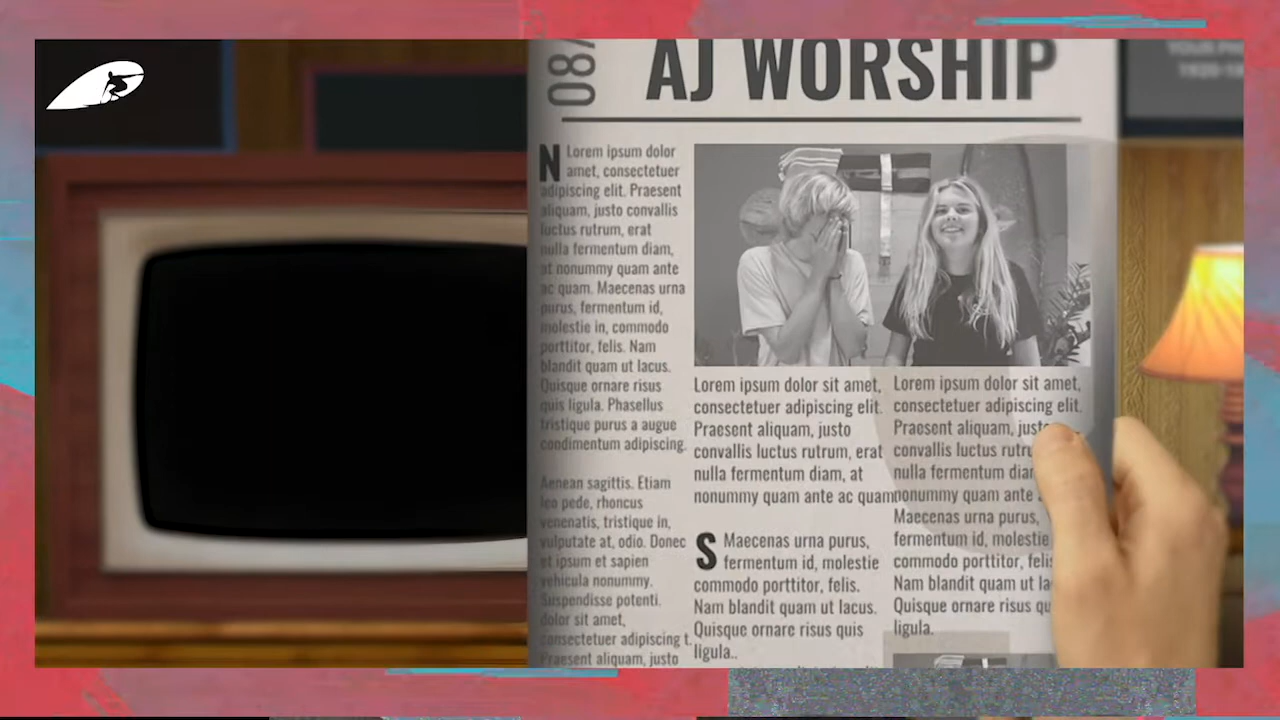 08/
AJ WORSHIP
N Lorem ipsum dolor
amet, consectetuer
adipiscing elit. Praesent
aliquam, justo convallis
luctus rutrum, erat
nulla fermentum diam,
at nonummy quam ante
ac quam. Maecenas urna
purus, fermentum id,
molestie in, commodo
porttitor, felis. Nam
blandit quam ut lacus.
Quisque ornare risus
quis ligula. Phasellus
tristique purus a augue
condimentum adipiscing.
Aenean sagittis. Etiam
leo pede, rhoncus
venenatis, tristique in,
vulputate at, odio. Donec
et ipsum et sapien
vehicula nonummy.
Suspendisse potenti.
dolor sit amet,
consectetuer adipiscing t.
Praesent aliquam, justo
Lorem ipsum dolor sit amet,
consectetuer adipiscing elit.
Praesent aliquam, justo
convallis luctus rutrum, erat
nulla fermentum diam, at
nonummy quam ante ac quam
S Maecenas urna purus,
fermentum id, molestie
commodo porttitor, felis.
Nam blandit quam ut lacus.
Quisque ornare risus quis
ligula..
Lorem ipsum dolor sit amet,
consectetuer adipiscing elit.
Praesent aliquam, justo
convallis luctus rutru
nulla fermentum diam
nonummy quam ante
Maecenas urna purus,
fermentum id, molestie
commodo porttitor, felis
Nam blandit quam ut la
Quisque ornare risus qu
ligula.